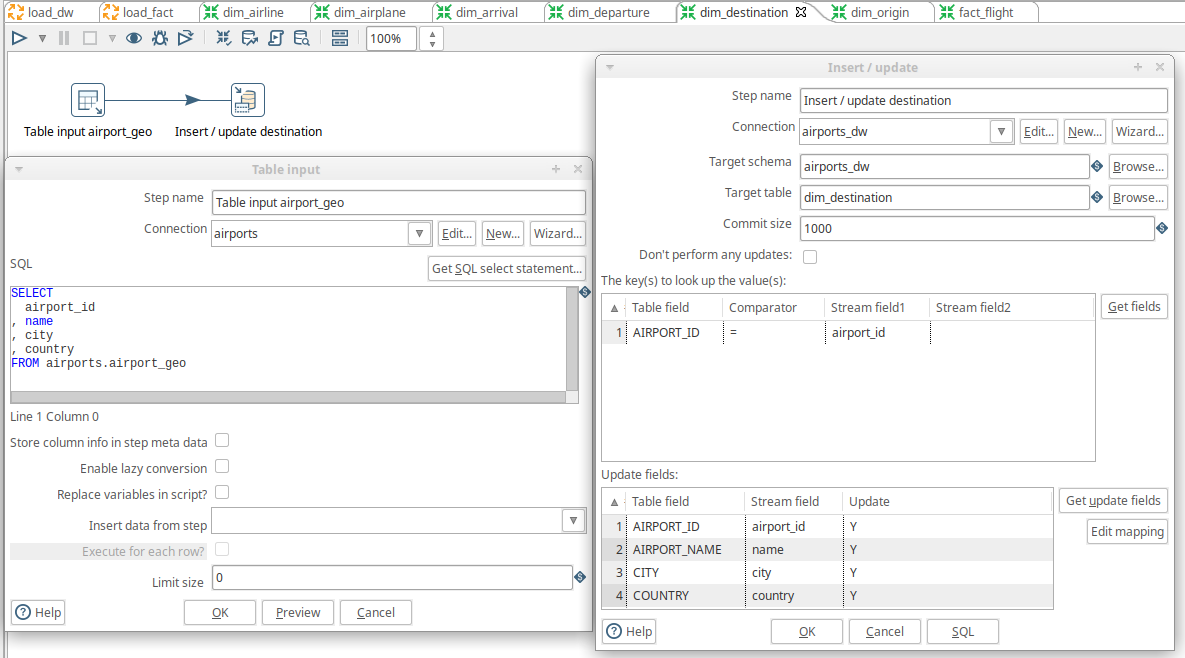 load_dw load_fact dim_airline dim_airplane dim_arrival dim_departure dim_destination dim_origin fact_flight
100%
Table input airport_geo Insert / update destination
Table input
Step name Table input airport_geo
Connection airports Edit... New... Wizard...
SQL Get SQL select statement...
SELECT
airport_id
, name
, city
, country
FROM airports.airport_geo
Line 1 Column 0
Store column info in step meta data
Enable lazy conversion
Replace variables in script?
Insert data from step
Execute for each row?
Limit size 0
Help OK Preview Cancel
Insert / update
Step name Insert / update destination
Connection airports_dw Edit... New... Wizard...
Target schema airports_dw Browse...
Target table dim_destination Browse...
Commit size 1000
Don't perform any updates:
The key(s) to look up the value(s):
Table field Comparator Stream field1 Stream field2 Get fields
1 AIRPORT_ID = airport_id
Update fields:
Table field Stream field Update Get update fields
1 AIRPORT_ID airport_id Y
Edit mapping
2 AIRPORT_NAME name Y
3 CITY city Y
4 COUNTRY country Y
Help OK Cancel SQL